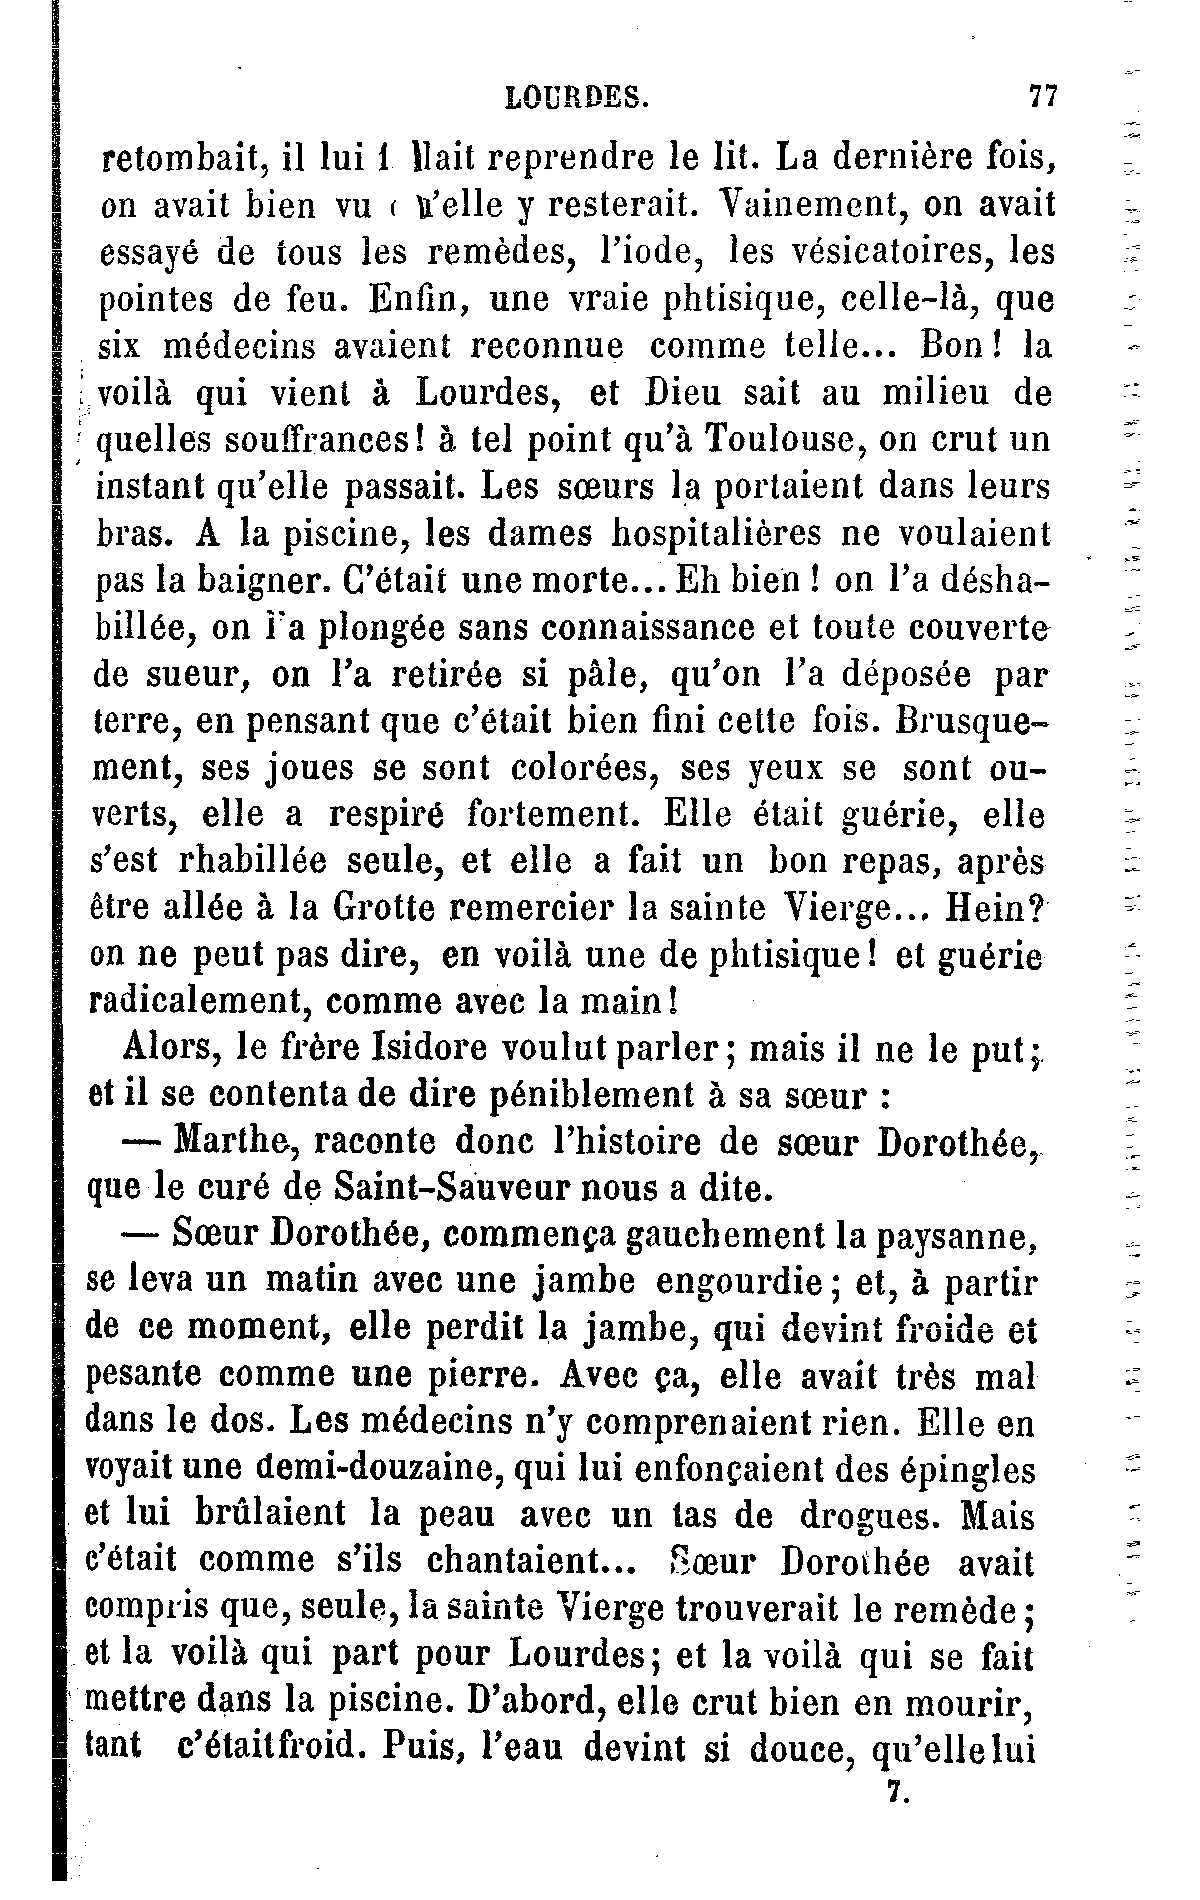 LOURDES. 77
retombait, il lui llait reprendre le lit. La dernière fois,
on avait bien vu u'elle y resterait. Vainement, on avait
essayé de tous les remèdes, l'iode, les vésicatoires, les
pointes de feu. Enfin, une vraie phtisique, celle-là, que
six médecins avaient reconnue comme telle... Bon! la
voilà qui vient à Lourdes, et Dieu sait au milieu de
quelles souffrances! à tel point qu'à Toulouse, on crut un
instant qu'elle passait. Les sœurs la portaient dans leurs
bras. A la piscine, les dames hospitalières ne voulaient
pas la baigner. C'était une morte... Eh bien! on l'a désha-
billée, on l'a plongée sans connaissance et toute couverte
de sueur, on l'a retirée si pâle, qu'on l'a déposée par
terre, en pensant que c'était bien fini cette fois. Brusque-
ment, ses joues se sont colorées, ses yeux se sont ou-
verts, elle a respiré fortement. Elle était guérie, elle
s'est rhabillée seule, et elle a fait un bon repas, après
être allée à la Grotte remercier la sainte Vierge... Hein?
on ne peut pas dire, en voilà une de phtisique! et guérie
radicalement, comme avec la main!
Alors, le frère Isidore voulut parler; mais il ne le put;
et il se contenta de dire péniblement à sa sœur :
— Marthe, raconte donc l'histoire de sœur Dorothée,
que le curé de Saint-Sauveur nous a dite.
— Sœur Dorothée, commença gauchement la paysanne,
se leva un matin avec une jambe engourdie; et, à partir
de ce moment, elle perdit la jambe, qui devint froide et
pesante comme une pierre. Avec ça, elle avait très mal
dans le dos. Les médecins n'y comprenaient rien. Elle en
voyait une demi-douzaine, qui lui enfonçaient des épingles
et lui brûlaient la peau avec un tas de drogues. Mais
c'était comme s'ils chantaient... Sœur Dorothée avait
compris que, seule, la sainte Vierge trouverait le remède;
et la voilà qui part pour Lourdes; et la voilà qui se fait
mettre dans la piscine. D'abord, elle crut bien en mourir,
tant c'était froid. Puis, l'eau devint si douce, qu'elle lui
7.